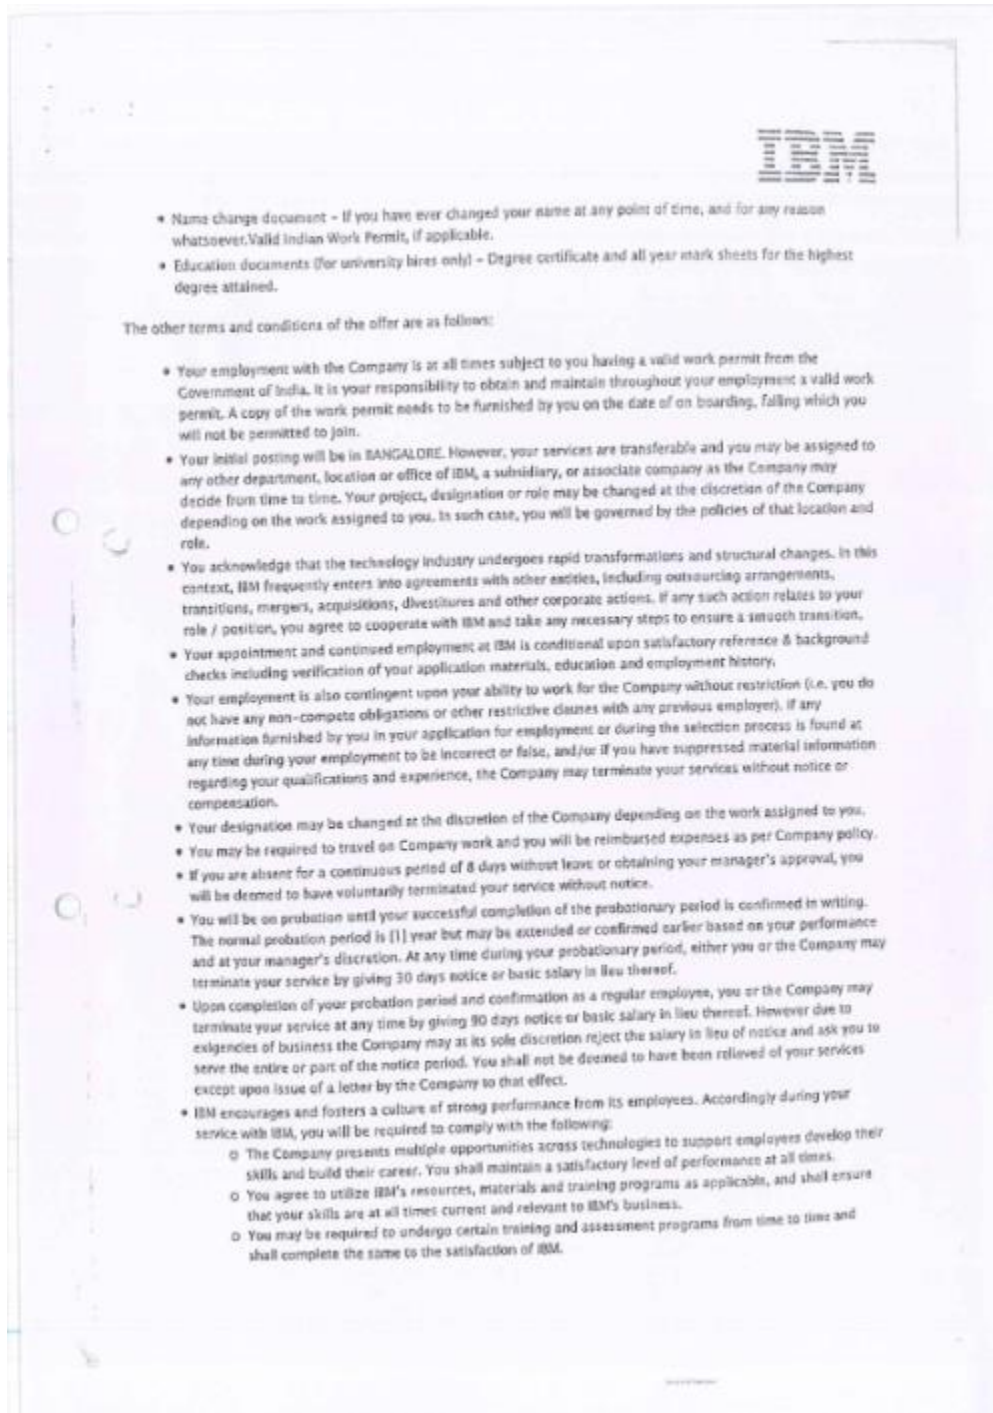 IBM
• Name change document – If you have ever changed your name at any point of time, and for any reason
whatsoever.Valid Indian Work Permit, if applicable.
• Education documents (for university hires only) – Degree certificate and all year mark sheets for the highest
degree attained.
The other terms and conditions of the offer are as follows:
• Your employment with the Company is at all times subject to you having a valid work permit from the
Government of India. It is your responsibility to obtain and maintain throughout your employment a valid work
permit. A copy of the work permit needs to be furnished by you on the date of on boarding, failing which you
will not be permitted to join.
• Your initial posting will be in BANGALORE. However, your services are transferable and you may be assigned to
any other department, location or office of IBM, a subsidiary, or associate company as the Company may
decide from time to time. Your project, designation or role may be changed at the discretion of the Company
depending on the work assigned to you. In such case, you will be governed by the policies of that location and
role.
• You acknowledge that the technology industry undergoes rapid transformations and structural changes. In this
context, IBM frequently enters into agreements with other entities, including outsourcing arrangements,
transitions, mergers, acquisitions, divestitures and other corporate actions. If any such action relates to your
role / position, you agree to cooperate with IBM and take any necessary steps to ensure a smooth transition.
• Your appointment and continued employment at IBM is conditional upon satisfactory reference & background
checks including verification of your application materials, education and employment history.
• Your employment is also contingent upon your ability to work for the Company without restriction (i.e. you do
not have any non-compete obligations or other restrictive clauses with any previous employer). If any
information furnished by you in your application for employment or during the selection process is found at
any time during your employment to be incorrect or false, and/or if you have suppressed material information
regarding your qualifications and experience, the Company may terminate your services without notice or
compensation.
• Your designation may be changed at the discretion of the Company depending on the work assigned to you.
• You may be required to travel on Company work and you will be reimbursed expenses as per Company policy.
• If you are absent for a continuous period of 8 days without leave or obtaining your manager's approval, you
will be deemed to have voluntarily terminated your service without notice.
• You will be on probation until your successful completion of the probationary period is confirmed in writing.
The normal probation period is [1] year but may be extended or confirmed earlier based on your performance
and at your manager's discretion. At any time during your probationary period, either you or the Company may
terminate your service by giving 30 days notice or basic salary in lieu thereof.
• Upon completion of your probation period and confirmation as a regular employee, you or the Company may
terminate your service at any time by giving 90 days notice or basic salary in lieu thereof. However due to
exigencies of business the Company may at its sole discretion reject the salary in lieu of notice and ask you to
serve the entire or part of the notice period. You shall not be deemed to have been relieved of your services
except upon issue of a letter by the Company to that effect.
• IBM encourages and fosters a culture of strong performance from its employees. Accordingly during your
service with IBM, you will be required to comply with the following:
o The Company presents multiple opportunities across technologies to support employees develop their
skills and build their career. You shall maintain a satisfactory level of performance at all times.
o You agree to utilize IBM's resources, materials and training programs as applicable, and shall ensure
that your skills are at all times current and relevant to IBM's business.
o You may be required to undergo certain training and assessment programs from time to time and
shall complete the same to the satisfaction of IBM.